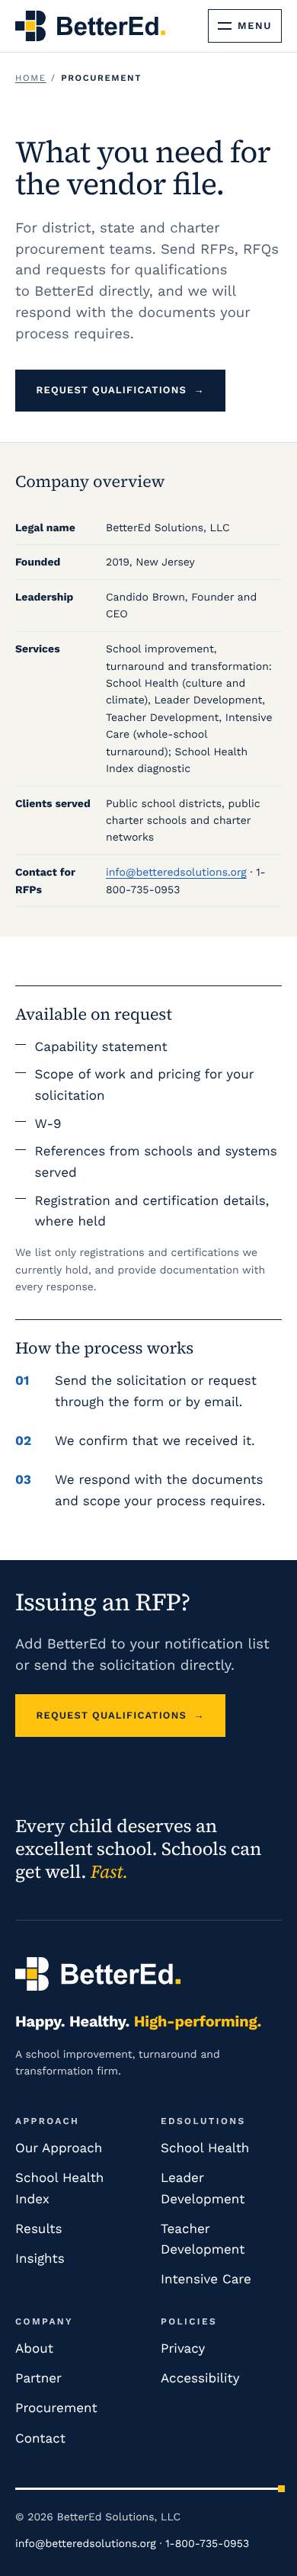 BetterEd.
MENU
HOME / PROCUREMENT
What you need for
the vendor file.
For district, state and charter
procurement teams. Send RFPs, RFQs
and requests for qualifications
to BetterEd directly, and we will
respond with the documents your
process requires.
REQUEST QUALIFICATIONS →
Company overview
Legal name BetterEd Solutions, LLC
Founded 2019, New Jersey
Leadership Candido Brown, Founder and
CEO
Services School improvement,
turnaround and transformation:
School Health (culture and
climate), Leader Development,
Teacher Development, Intensive
Care (whole-school
turnaround); School Health
Index diagnostic
Clients served Public school districts, public
charter schools and charter
networks
Contact for info@betteredsolutions.org · 1-
RFPs 800-735-0953
Available on request
— Capability statement
— Scope of work and pricing for your
solicitation
— W-9
— References from schools and systems
served
— Registration and certification details,
where held
We list only registrations and certifications we
currently hold, and provide documentation with
every response.
How the process works
01 Send the solicitation or request
through the form or by email.
02 We confirm that we received it.
03 We respond with the documents
and scope your process requires.
Issuing an RFP?
Add BetterEd to your notification list
or send the solicitation directly.
REQUEST QUALIFICATIONS →
Every child deserves an
excellent school. Schools can
get well. Fast.
BetterEd.
Happy. Healthy. High-performing.
A school improvement, turnaround and
transformation firm.
APPROACH
Our Approach
School Health
Index
Results
Insights
EDSOLUTIONS
School Health
Leader
Development
Teacher
Development
Intensive Care
COMPANY
About
Partner
Procurement
Contact
POLICIES
Privacy
Accessibility
© 2026 BetterEd Solutions, LLC
info@betteredsolutions.org · 1-800-735-0953